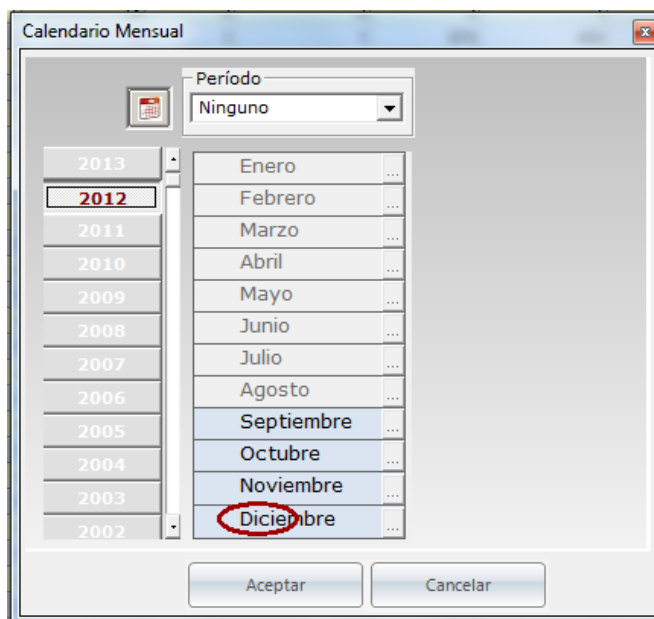 Calendario Mensual
Período
Ninguno
2013
2012
2011
2010
2009
2008
2007
2006
2005
2004
2003
2002
Enero ...
Febrero ...
Marzo ...
Abril ...
Mayo ...
Junio ...
Julio ...
Agosto ...
Septiembre ...
Octubre ...
Noviembre ...
Diciembre ...
Aceptar
Cancelar